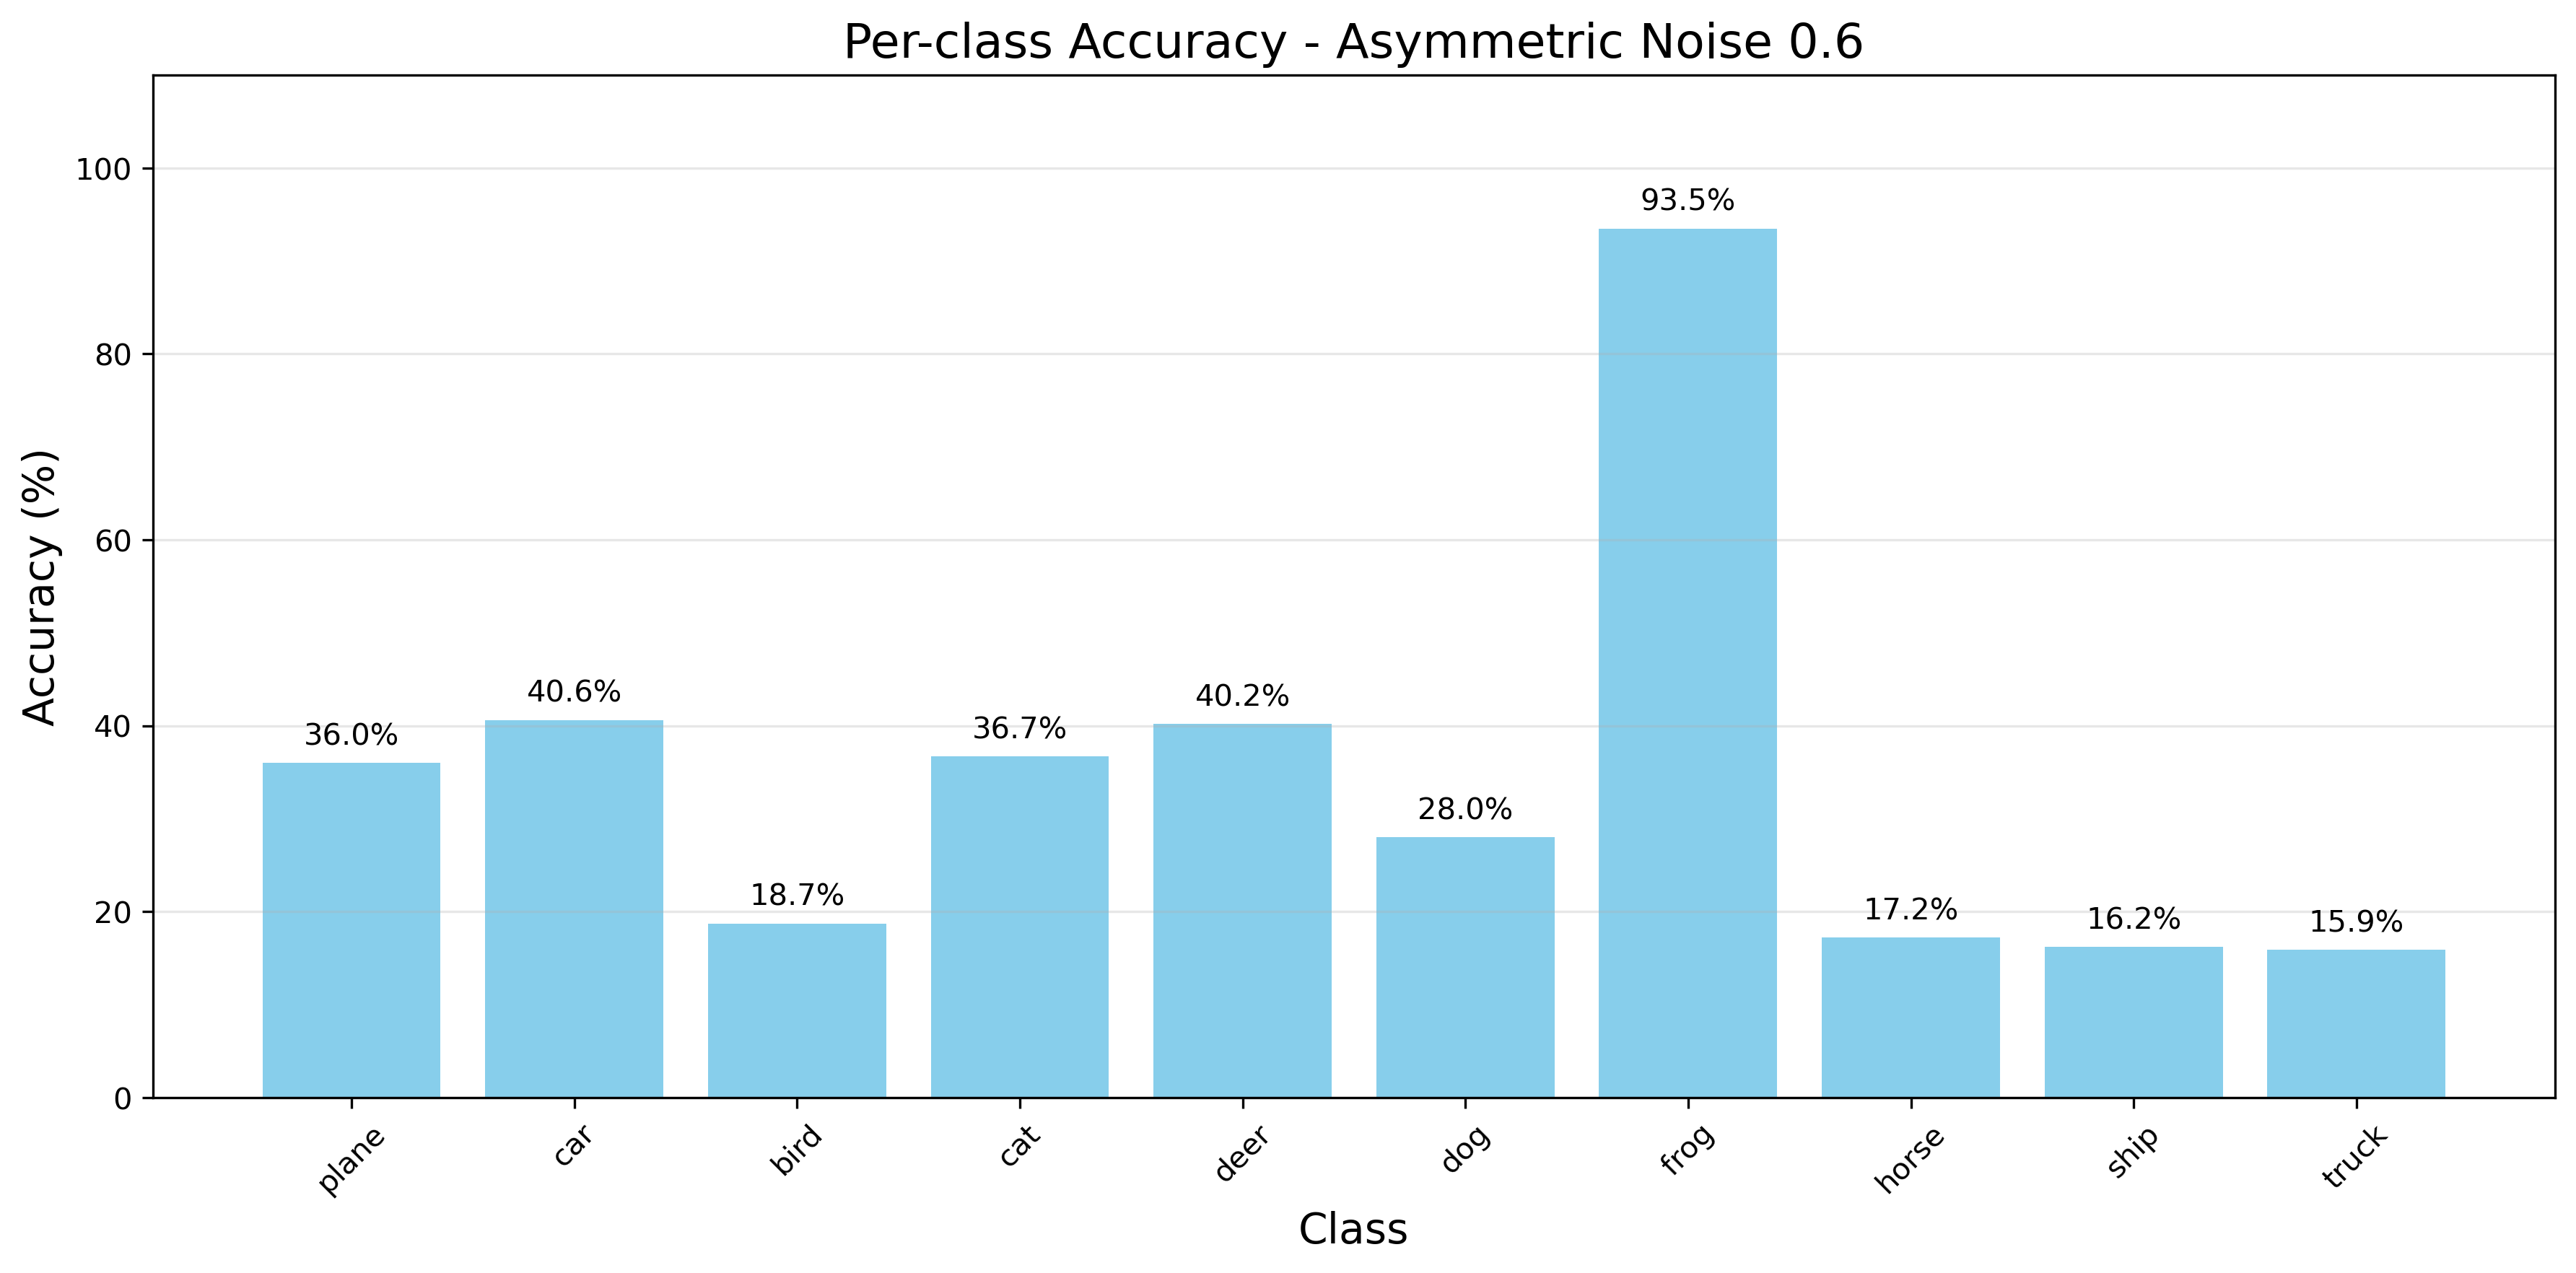 Per-class Accuracy - Asymmetric Noise 0.6
Accuracy (%)
100
80
60
40
20
0
36.0%
40.6%
18.7%
36.7%
40.2%
28.0%
93.5%
17.2%
16.2%
15.9%
plane
car
bird
cat
deer
dog
frog
horse
ship
truck
Class